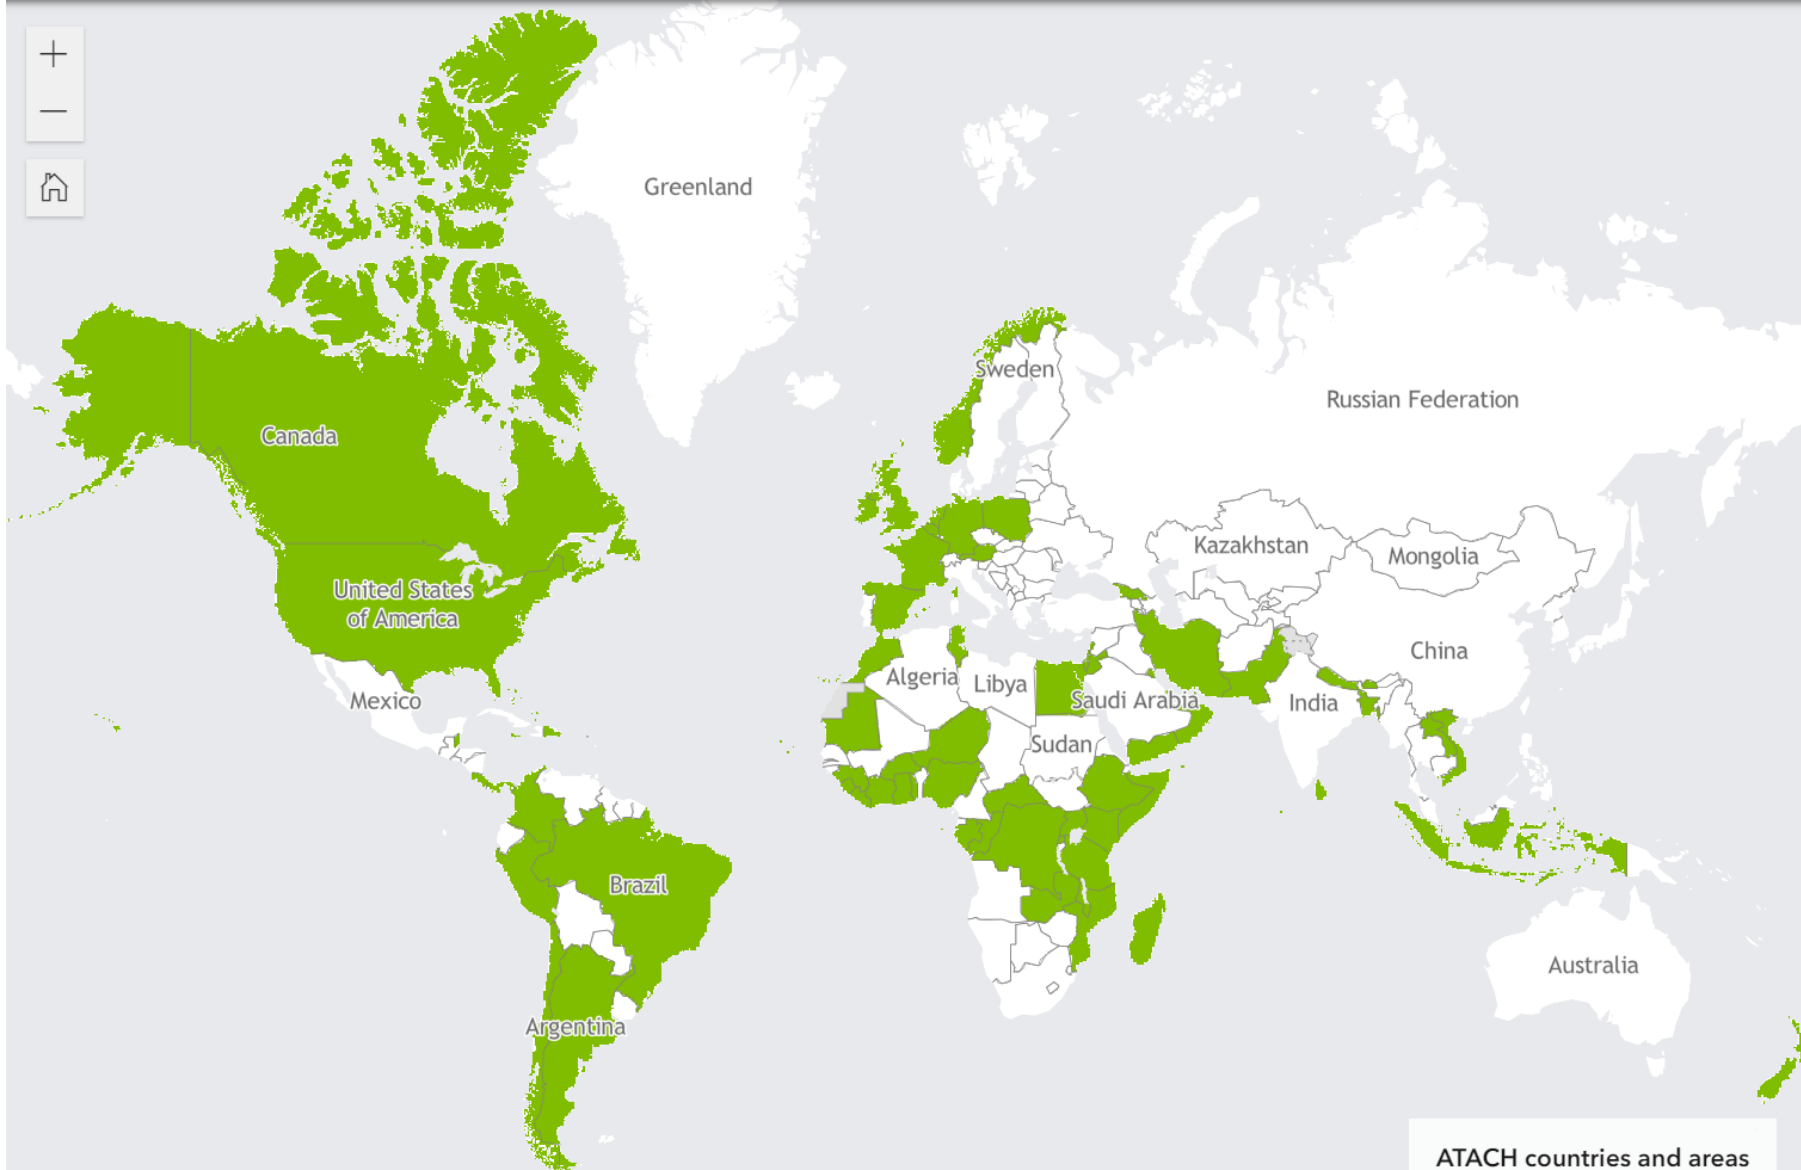 Greenland
Sweden
Russian Federation
Canada
Kazakhstan
Mongolia
United States
of America
China
Algeria
Libya
Saudi Arabia
India
Mexico
Sudan
Brazil
Australia
Argentina
ATACH countries and areas